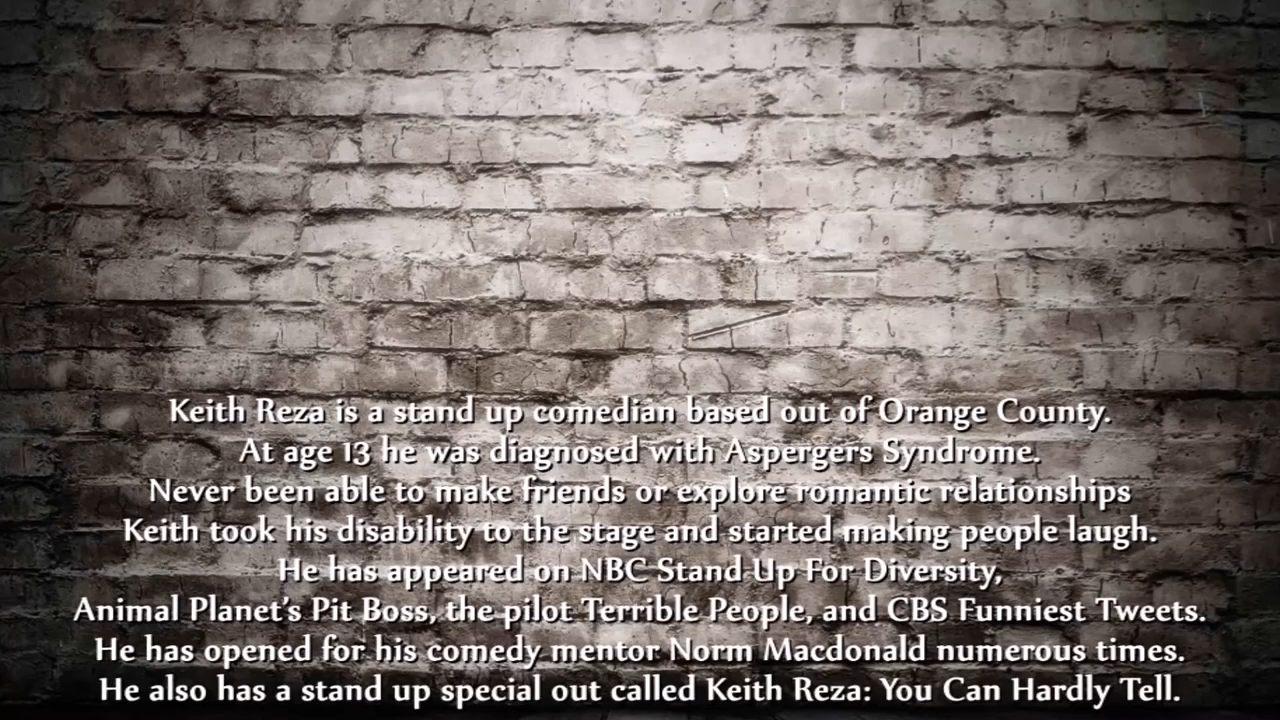 Keith Reza is a stand up comedian based out of Orange County.
At age 13 he was diagnosed with Aspergers Syndrome.
Never been able to make friends or explore romantic relationships
Keith took his disability to the stage and started making people laugh.
He has appeared on NBC Stand Up For Diversity,
Animal Planet's Pit Boss, the pilot Terrible People, and CBS Funniest Tweets.
He has opened for his comedy mentor Norm Macdonald numerous times.
He also has a stand up special out called Keith Reza: You Can Hardly Tell.